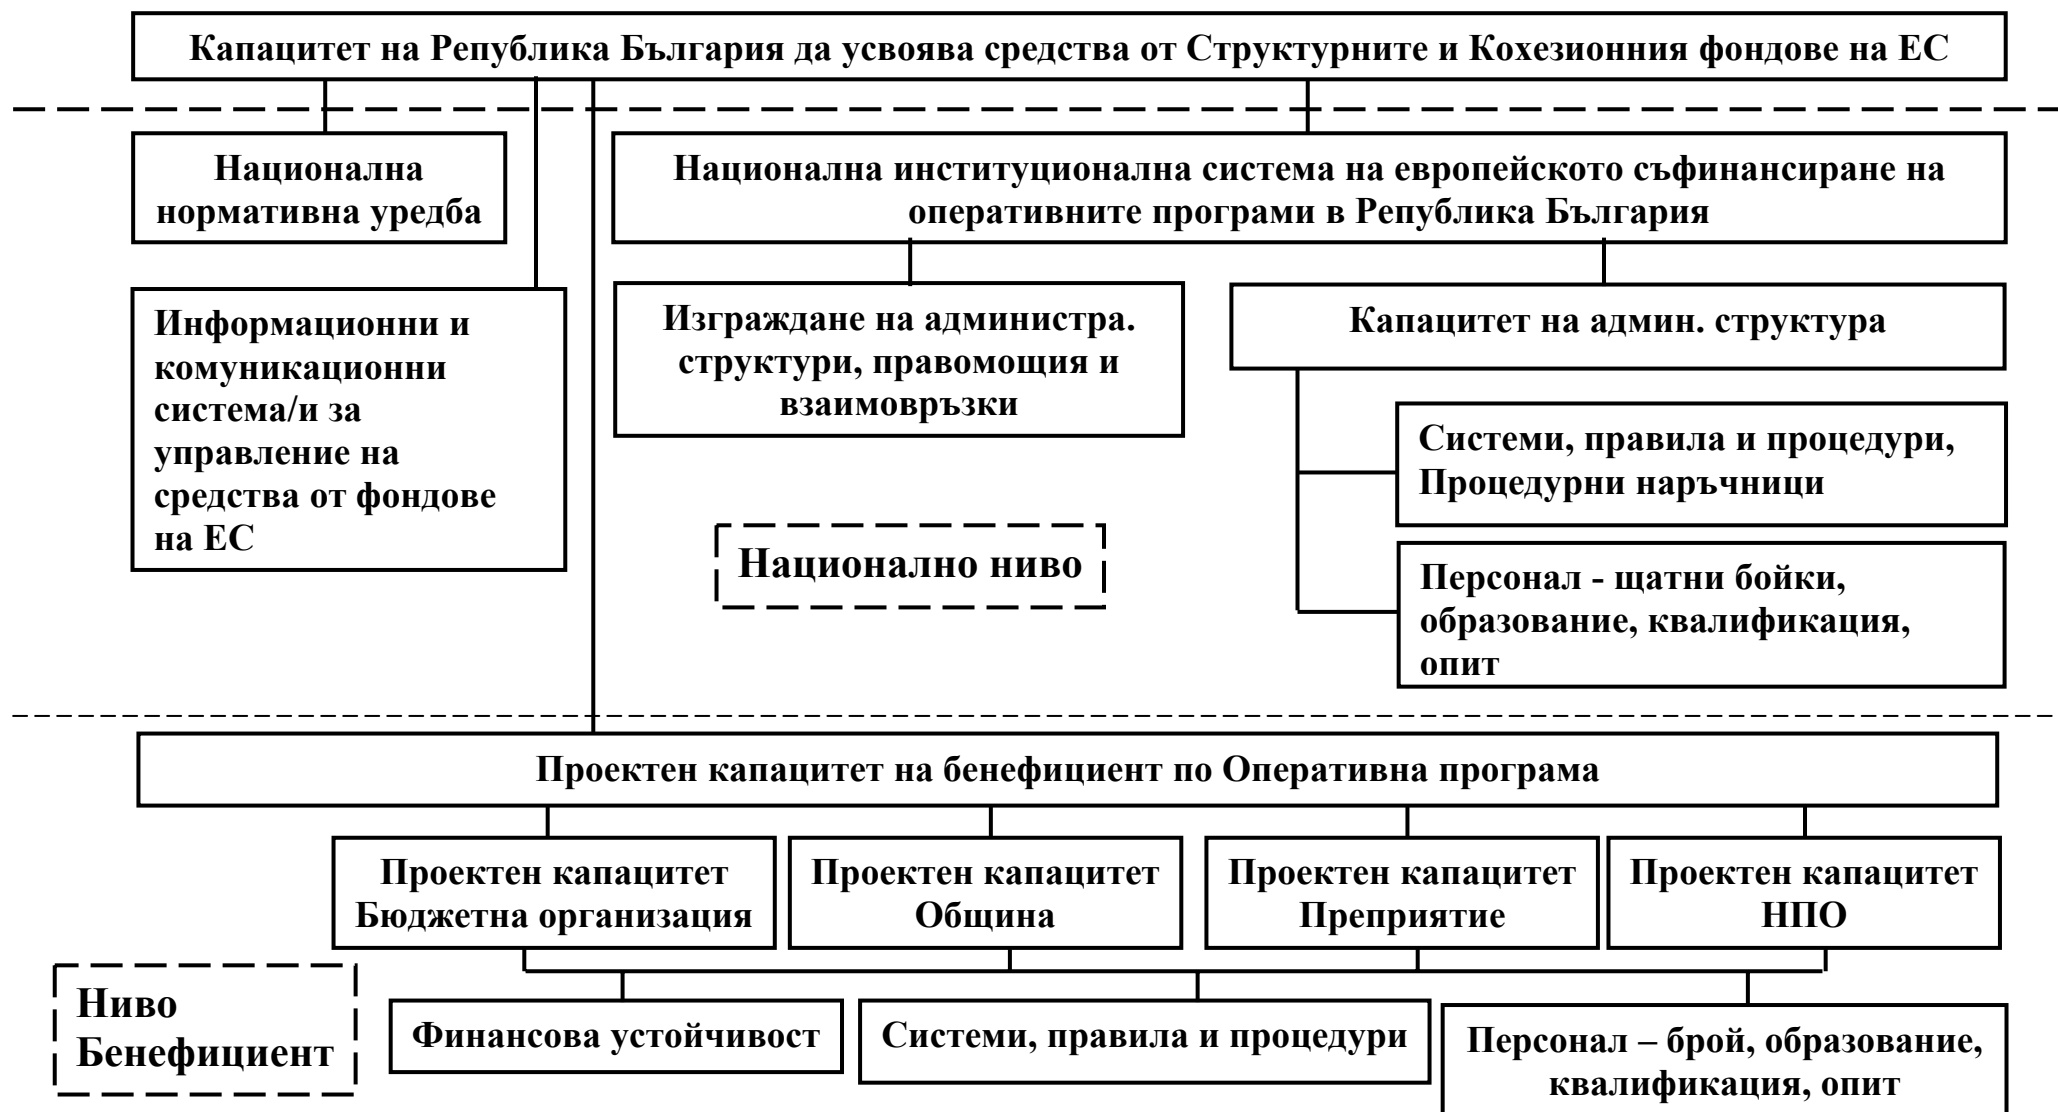 Капацитет на Република България да усвоява средства от Структурните и Кохезионния фондове на ЕС
Национална
нормативна уредба
Национална институционална система на европейското съфинансиране на
оперативните програми в Република България
Информационни и
комуникационни
система/и за
управление на
средства от фондове
на ЕС
Изграждане на администра.
структури, правомощия и
взаимовръзки
Капацитет на админ. структура
Системи, правила и процедури,
Процедурни наръчници
Национално ниво
Персонал - щатни бойки,
образование, квалификация,
опит
Проектен капацитет на бенефициент по Оперативна програма
Проектен капацитет
Бюджетна организация
Проектен капацитет
Община
Проектен капацитет
Преприятие
Проектен капацитет
НПО
Ниво
Бенефициент
Финансова устойчивост
Системи, правила и процедури
Персонал – брой, образование,
квалификация, опит